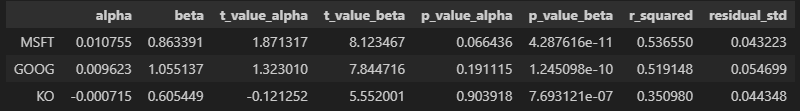 alpha beta t_value_alpha t_value_beta p_value_alpha p_value_beta r_squared residual_std
MSFT 0.010755 0.863391 1.871317 8.123467 0.066436 4.287616e-11 0.536550 0.043223
GOOG 0.009623 1.055137 1.323010 7.844716 0.191115 1.245098e-10 0.519148 0.054699
KO -0.000715 0.605449 -0.121252 5.552001 0.903918 7.693121e-07 0.350980 0.044348